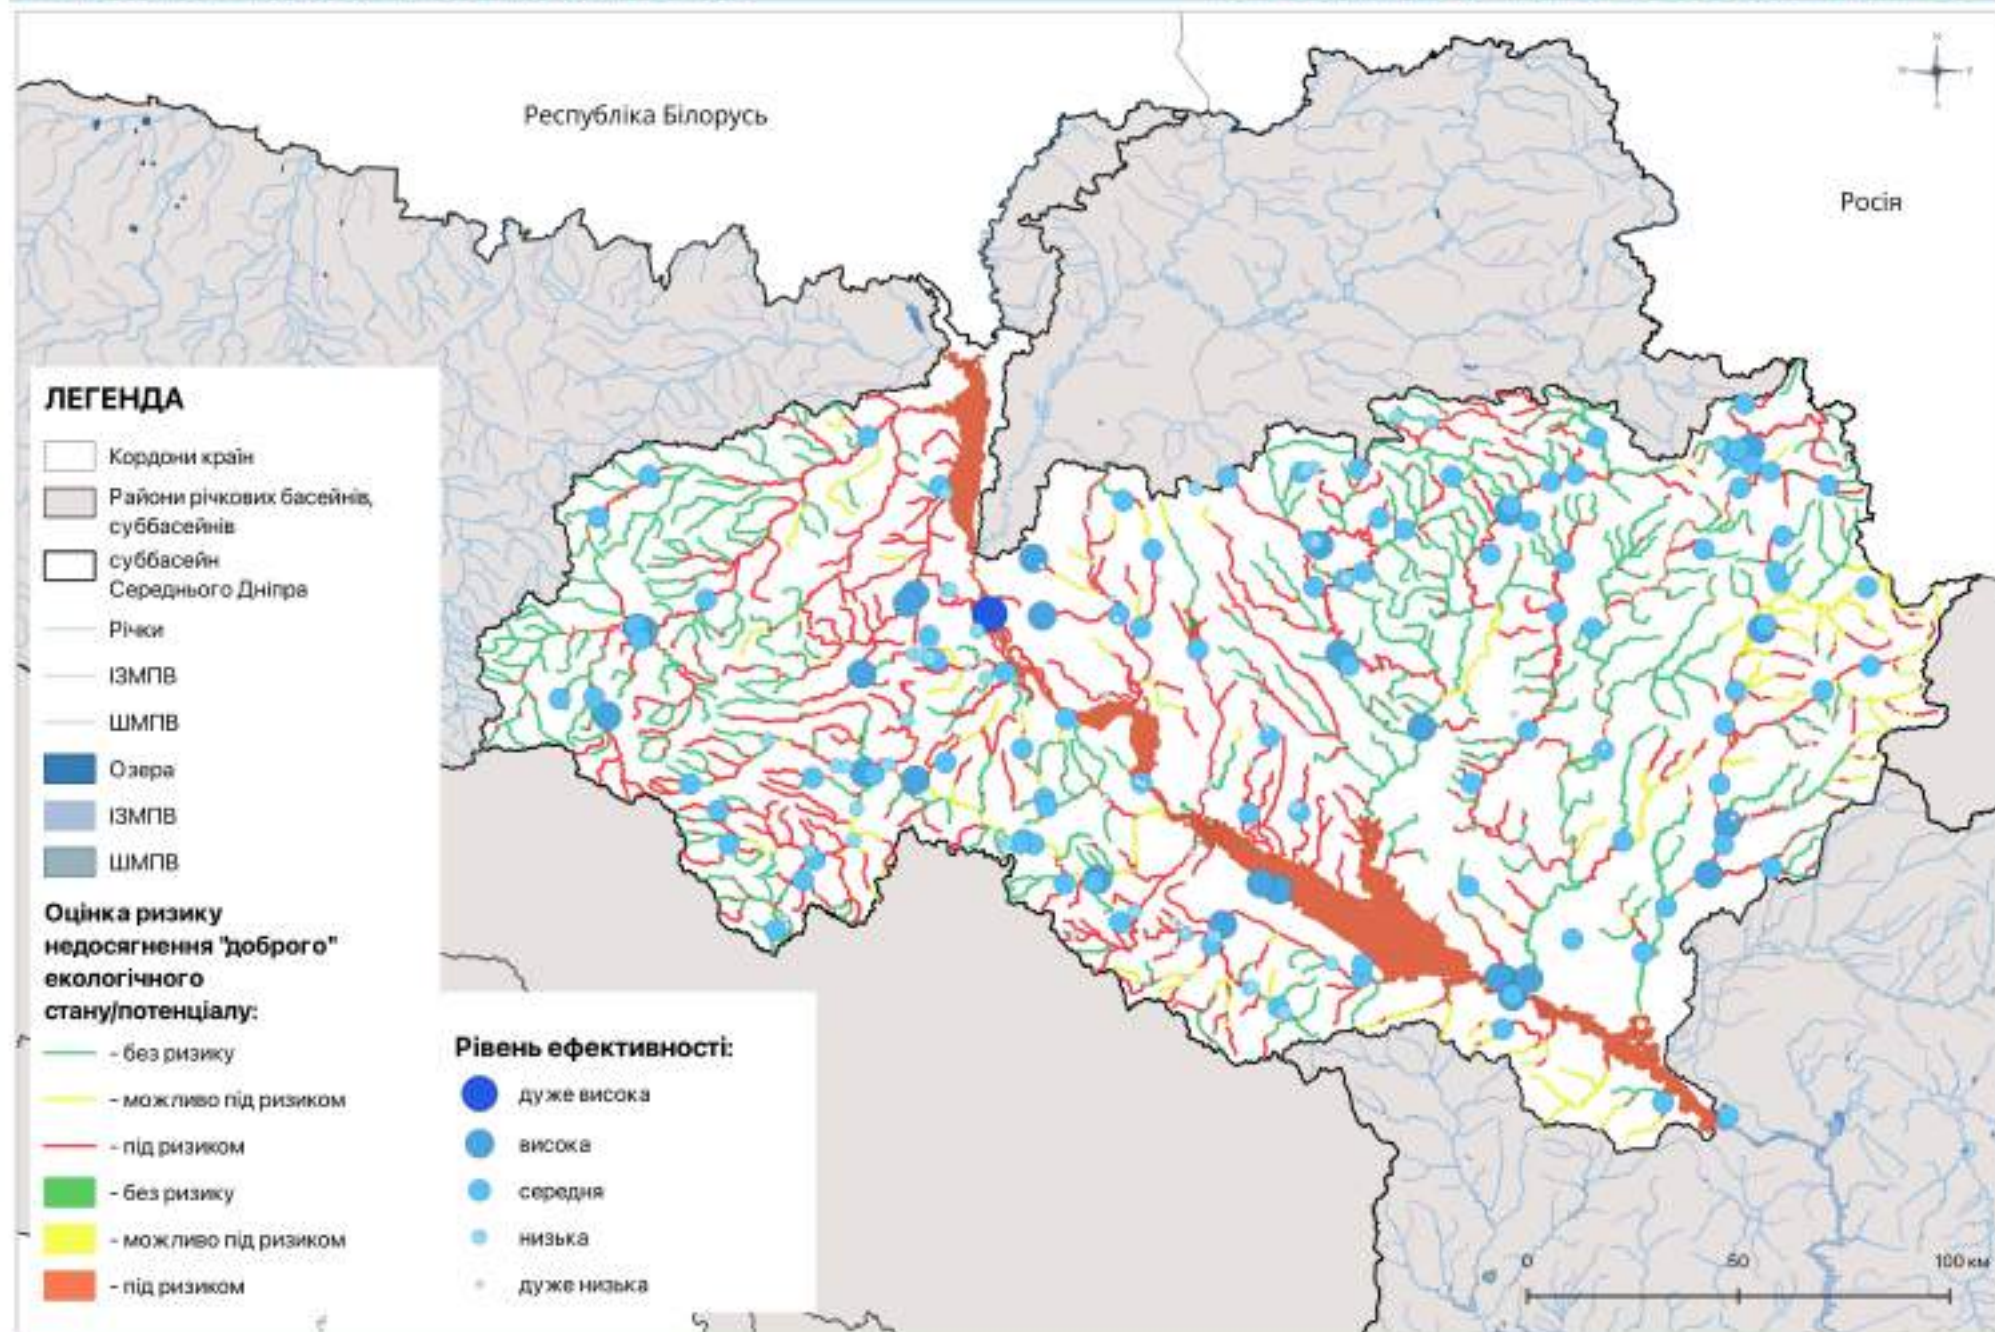 Республіка Білорусь
Росія
ЛЕГЕНДА
Кордони країн
Райони річкових басейнів,
суббасейнів
суббасейн
Середнього Дніпра
Річки
ІЗМПВ
ШМПВ
Озера
ІЗМПВ
ШМПВ
Оцінка ризику
недосягнення "доброго"
екологічного
стану/потенціалу:
- без ризику
- можливо під ризиком
- під ризиком
- без ризику
- можливо під ризиком
- під ризиком
Рівень ефективності:
дуже висока
висока
середня
низька
дуже низька
0 50 100 км